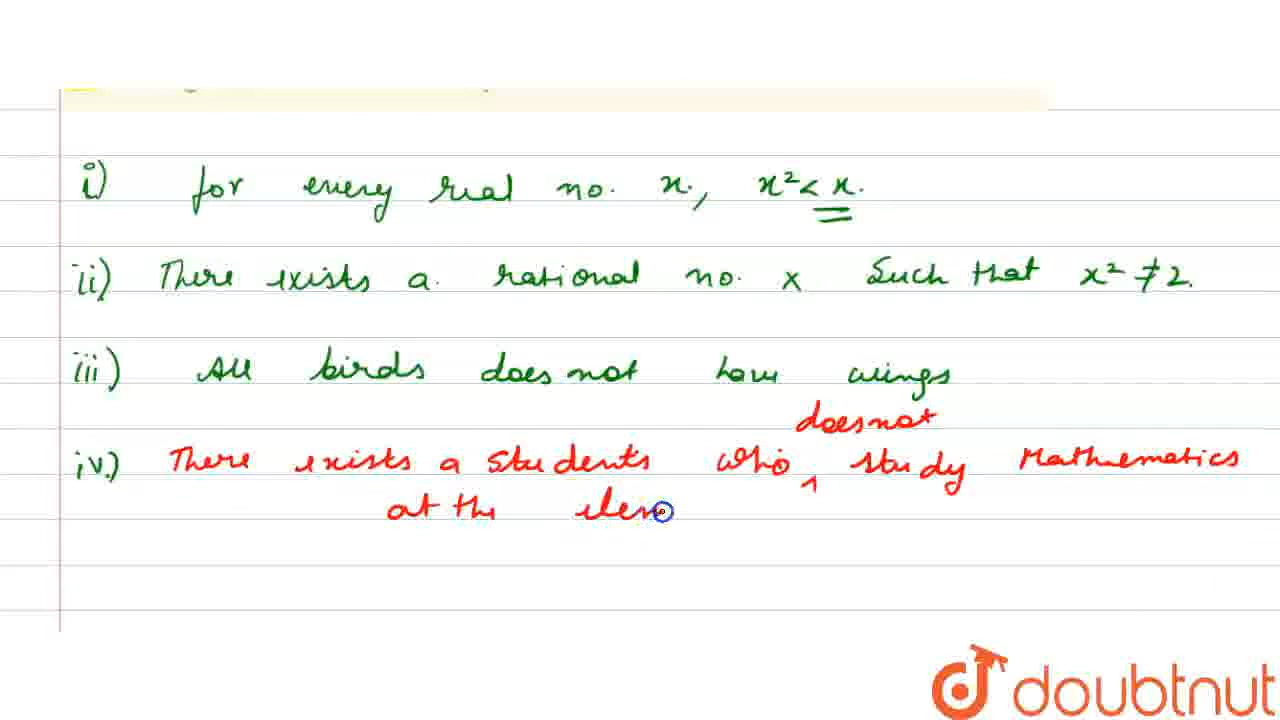 i) for every real no. x, x² < x.
ii) There exists a rational no. x Such that x² ≠ 2.
iii) All birds does not have wings
does not
iv.) There exists a students who ^ study Mathematics
at the elem
doubtnut